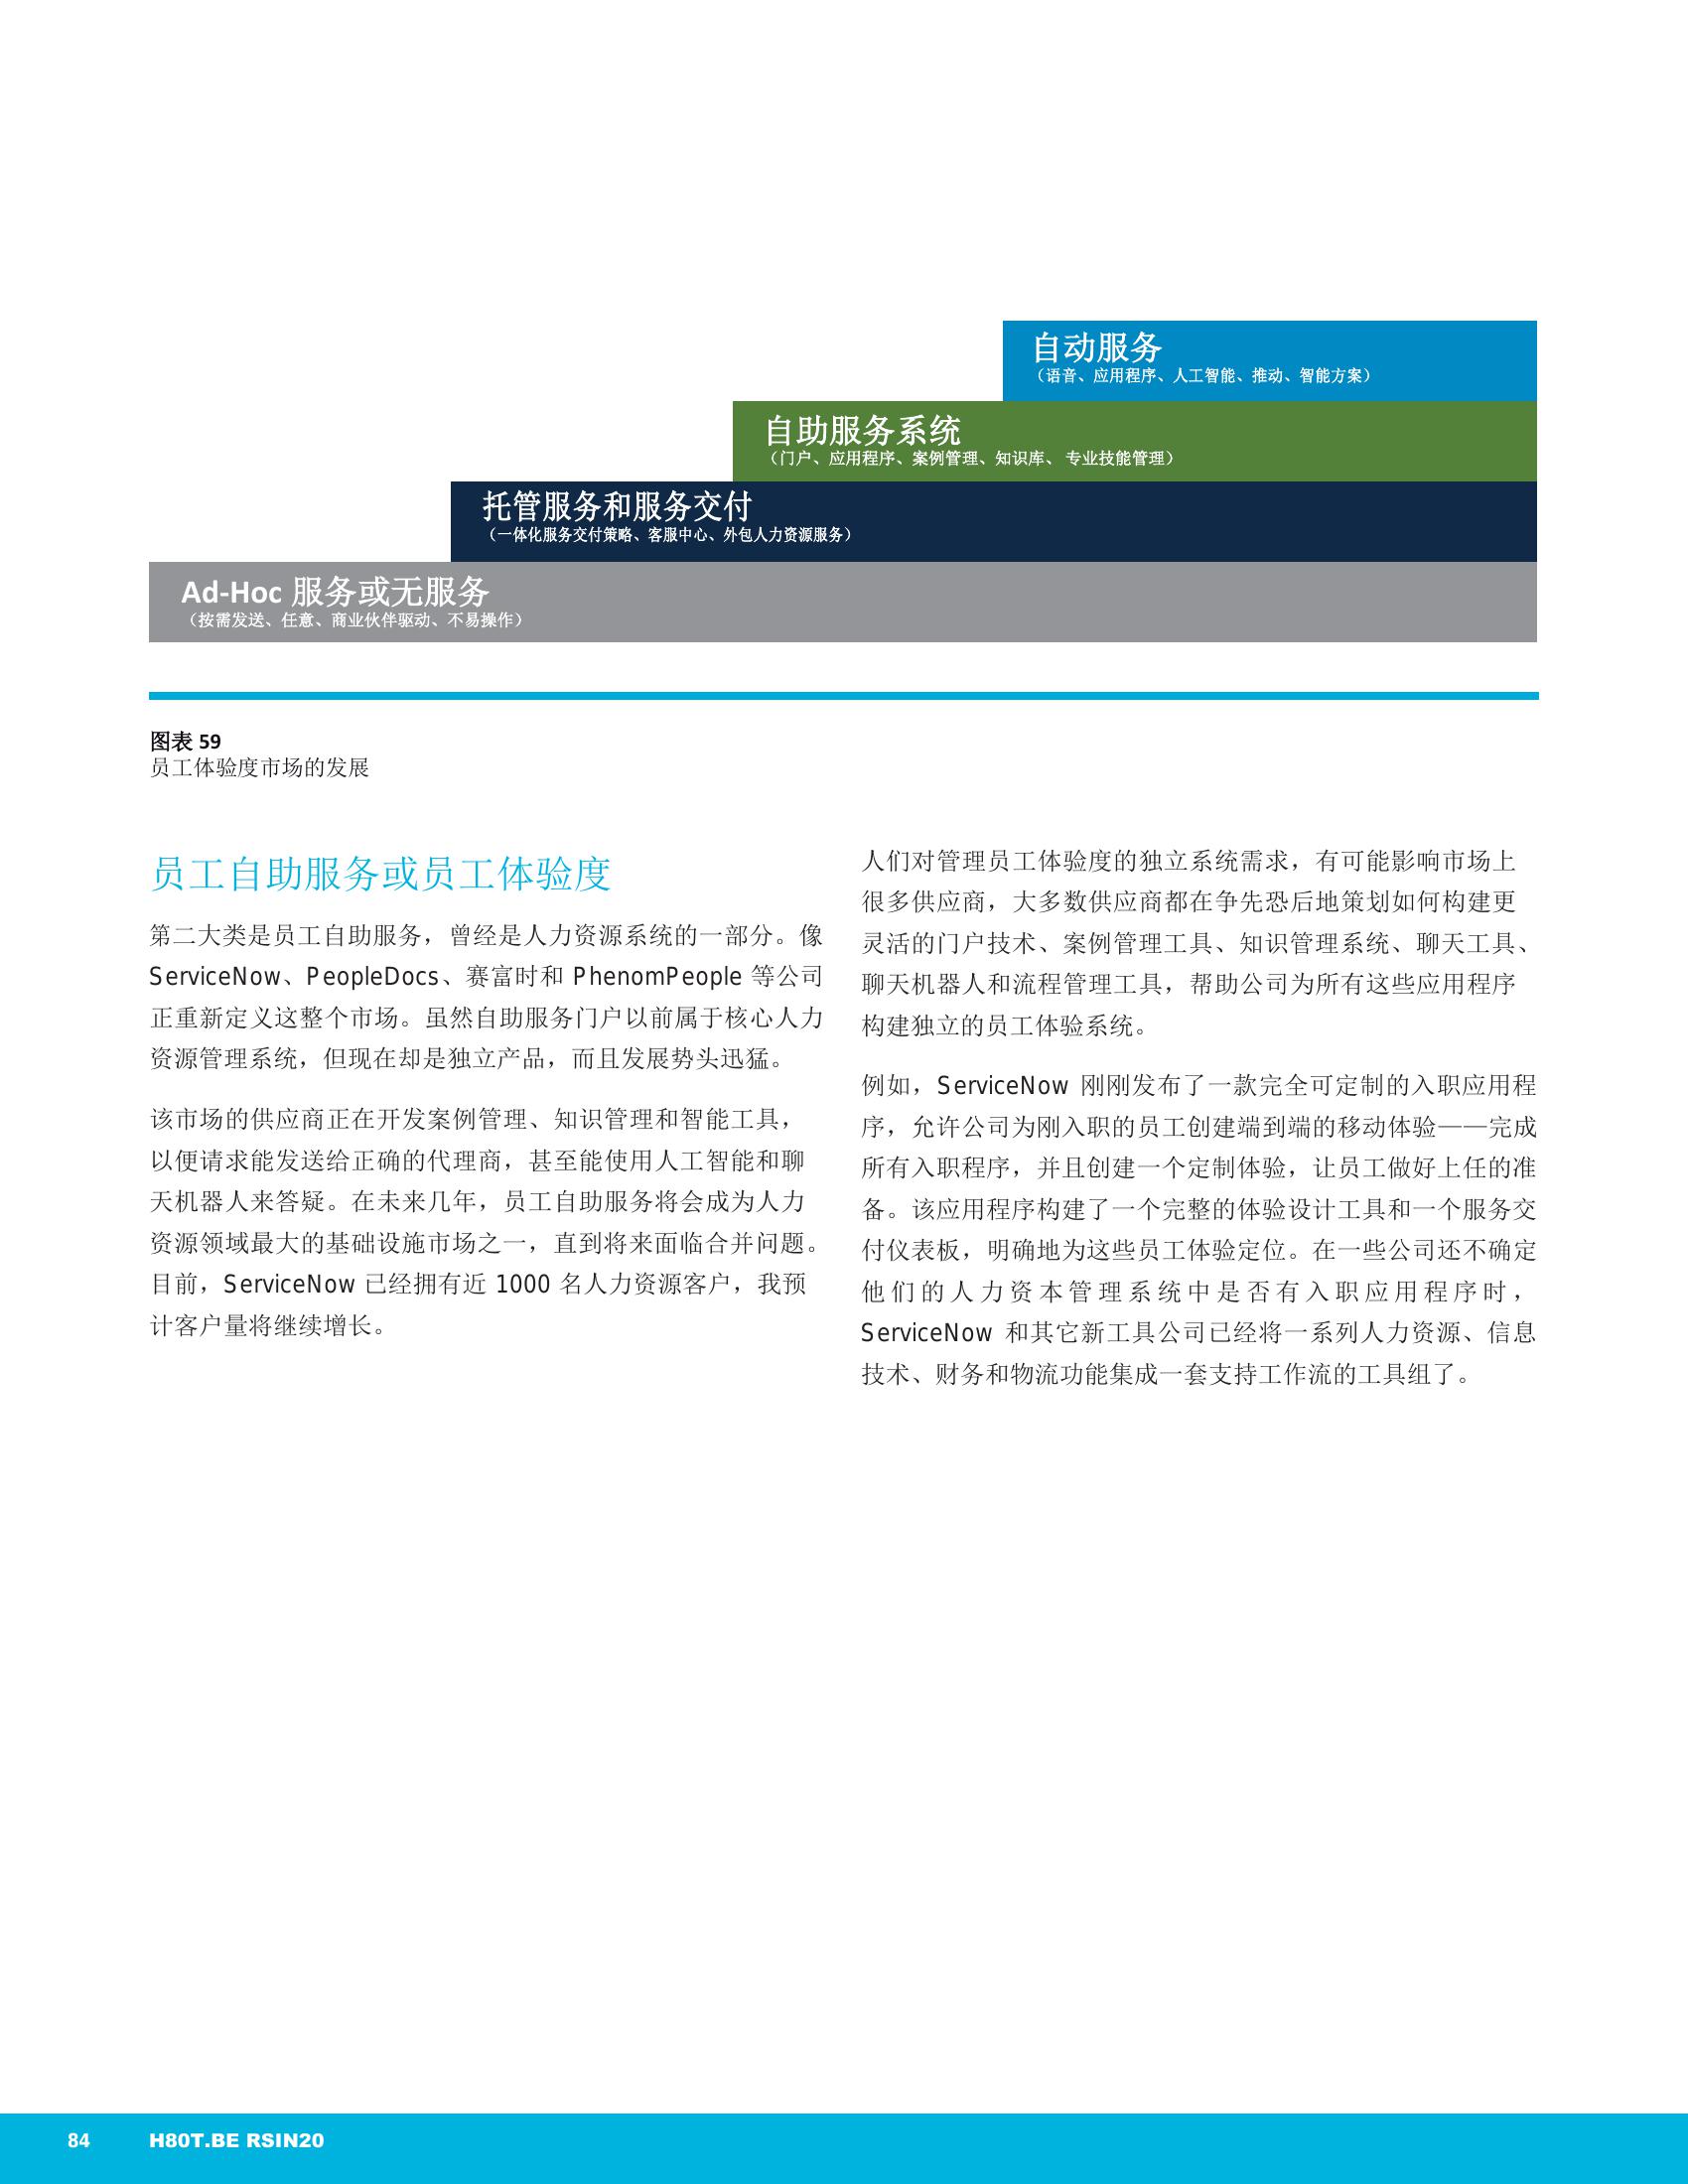 自动服务
（语音、应用程序、人工智能、推动、智能方案）
自助服务系统
（门户、应用程序、案例管理、知识库、 专业技能管理）
托管服务和服务交付
（一体化服务交付策略、客服中心、外包人力资源服务）
Ad-Hoc 服务或无服务
（按需发送、任意、商业伙伴驱动、不易操作）
图表 59
员工体验度市场的发展
员工自助服务或员工体验度
第二大类是员工自助服务，曾经是人力资源系统的一部分。像
ServiceNow、PeopleDocs、赛富时和 PhenomPeople 等公司
正重新定义这整个市场。虽然自助服务门户以前属于核心人力
资源管理系统，但现在却是独立产品，而且发展势头迅猛。
该市场的供应商正在开发案例管理、知识管理和智能工具，
以便请求能发送给正确的代理商，甚至能使用人工智能和聊
天机器人来答疑。在未来几年，员工自助服务将会成为人力
资源领域最大的基础设施市场之一，直到将来面临合并问题。
目前，ServiceNow 已经拥有近 1000 名人力资源客户，我预
计客户量将继续增长。
人们对管理员工体验度的独立系统需求，有可能影响市场上
很多供应商，大多数供应商都在争先恐后地策划如何构建更
灵活的门户技术、案例管理工具、知识管理系统、聊天工具、
聊天机器人和流程管理工具，帮助公司为所有这些应用程序
构建独立的员工体验系统。
例如，ServiceNow 刚刚发布了一款完全可定制的入职应用程
序，允许公司为刚入职的员工创建端到端的移动体验——完成
所有入职程序，并且创建一个定制体验，让员工做好上任的准
备。该应用程序构建了一个完整的体验设计工具和一个服务交
付仪表板，明确地为这些员工体验定位。在一些公司还不确定
他们的人力资本管理系统中是否有入职应用程序时，
ServiceNow 和其它新工具公司已经将一系列人力资源、信息
技术、财务和物流功能集成一套支持工作流的工具组了。
84 H80T.BE RSIN20